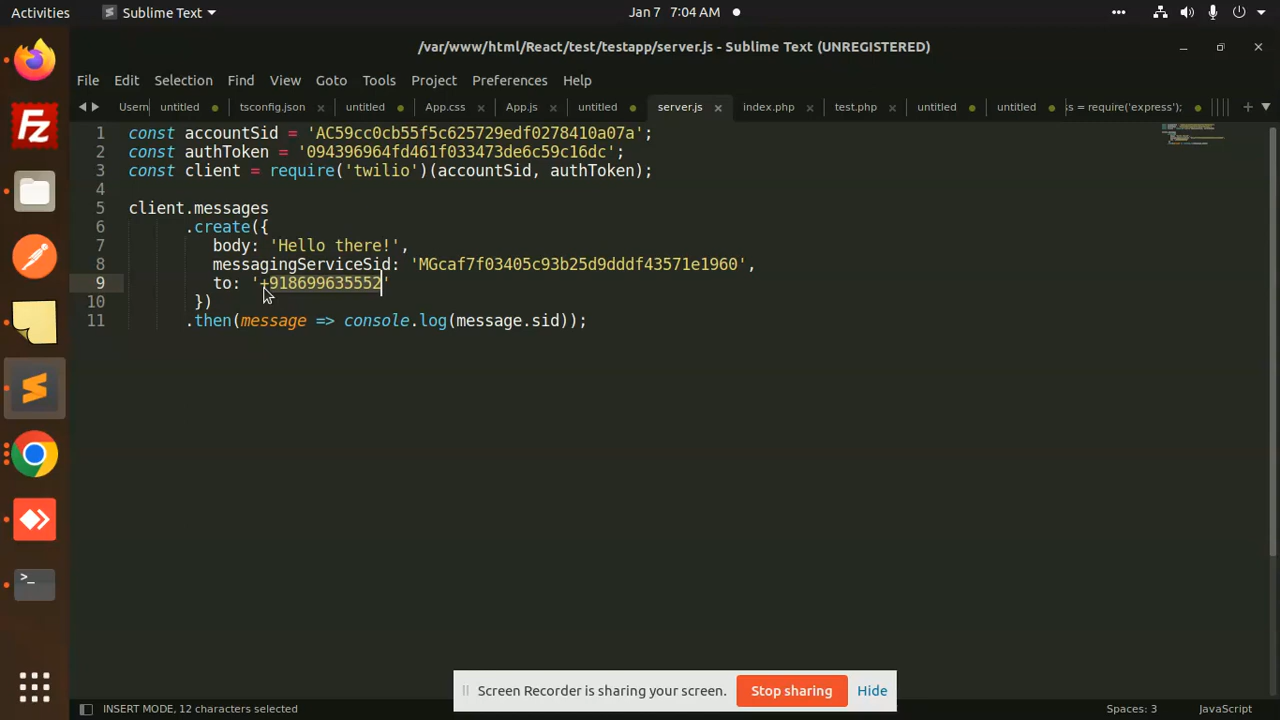 Activities
Sublime Text
Jan 7 7:04 AM
/var/www/html/React/test/testapp/server.js - Sublime Text (UNREGISTERED)
File Edit Selection Find View Goto Tools Project Preferences Help
Usern untitled tsconfig.json untitled App.css App.js untitled server.js index.php test.php untitled untitled s = require('express');
1 const accountSid = 'AC59cc0cb55f5c625729edf0278410a07a';
2 const authToken = '094396964fd461f033473de6c59c16dc';
3 const client = require('twilio')(accountSid, authToken);
4
5 client.messages
6 .create({
7 body: 'Hello there!',
8 messagingServiceSid: 'MGcaf7f03405c93b25d9dddf43571e1960',
9 to: '+918699635552'
10 })
11 .then(message => console.log(message.sid));
Screen Recorder is sharing your screen. Stop sharing Hide
INSERT MODE, 12 characters selected
Spaces: 3
JavaScript